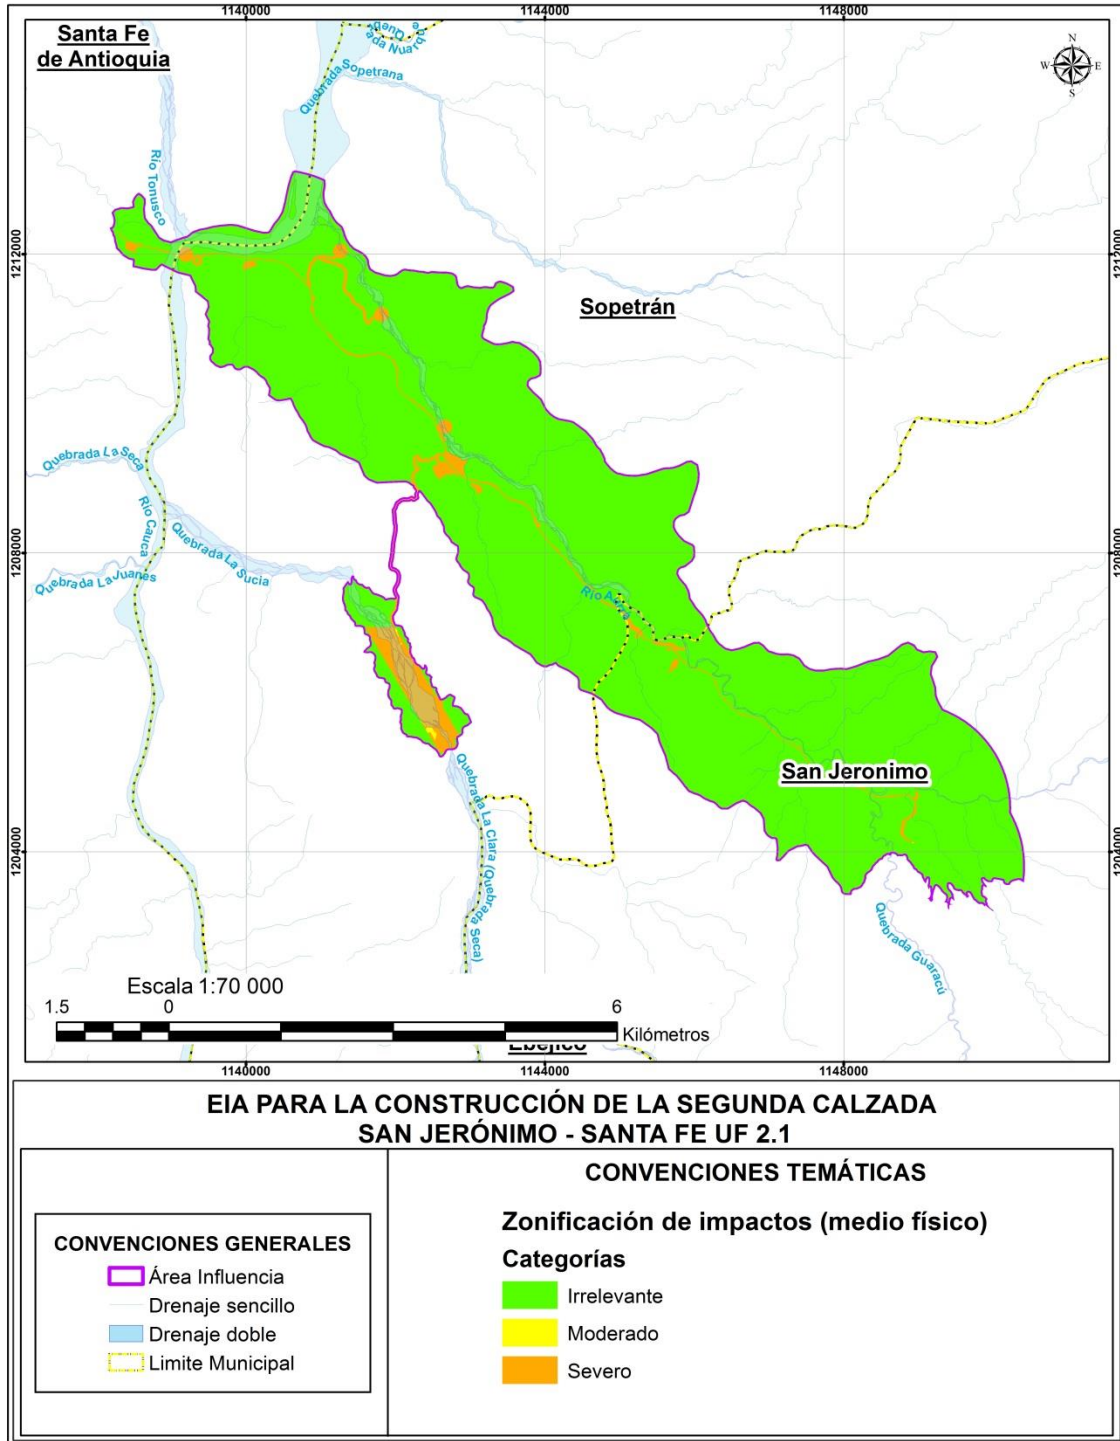 1140000
1144000
1148000
Santa Fe
de Antioquia
Quebrada Nuarque
Quebrada Sopetrana
N
W
E
S
Río Tonusco
1212000
1212000
Sopetrán
Quebrada La Seca
Río Cauca
Quebrada La Sucia
Quebrada La Juanes
1208000
1208000
Río Aurra
San Jeronimo
Quebrada La Clara (Quebrada Seca)
1204000
1204000
Quebrada Guaracú
Escala 1:70 000
1.5
0
6
Kilómetros
Ebéjico
1140000
1144000
1148000
EIA PARA LA CONSTRUCCIÓN DE LA SEGUNDA CALZADA
SAN JERÓNIMO - SANTA FE UF 2.1
CONVENCIONES GENERALES
Área Influencia
Drenaje sencillo
Drenaje doble
Limite Municipal
CONVENCIONES TEMÁTICAS
Zonificación de impactos (medio físico)
Categorías
Irrelevante
Moderado
Severo